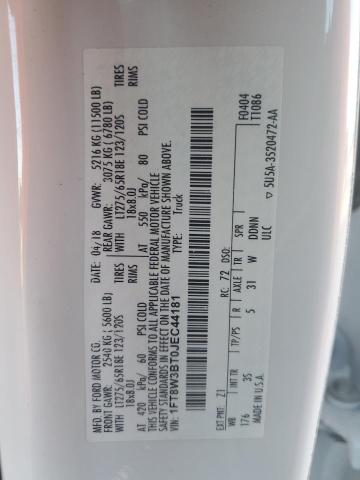 MFD. BY FORD MOTOR CO.
DATE: 04/18 GVWR: 5216 KG (11500 LB)
FRONT GAWR: 2540 KG (5600 LB) REAR GAWR: 3075 KG (6780 LB)
WITH LT275/65R18E 123/120S TIRES WITH LT275/65R18E 123/120S TIRES
18x8.0J RIMS 18x8.0J RIMS
AT 420 kPa/ 60 PSI COLD AT 550 kPa/ 80 PSI COLD
THIS VEHICLE CONFORMS TO ALL APPLICABLE FEDERAL MOTOR VEHICLE
SAFETY STANDARDS IN EFFECT ON THE DATE OF MANUFACTURE SHOWN ABOVE.
VIN: 1FT8W3BT0JEC44181
TYPE: Truck
F0404
T1086
EXT PNT: Z1 RC: 72 DSO:
WB INT TR TP/PS R AXLE TR SPR
176 35 5 31 W DDNN
U.S.A. ULC
▽ 5U5A-3520472-AA